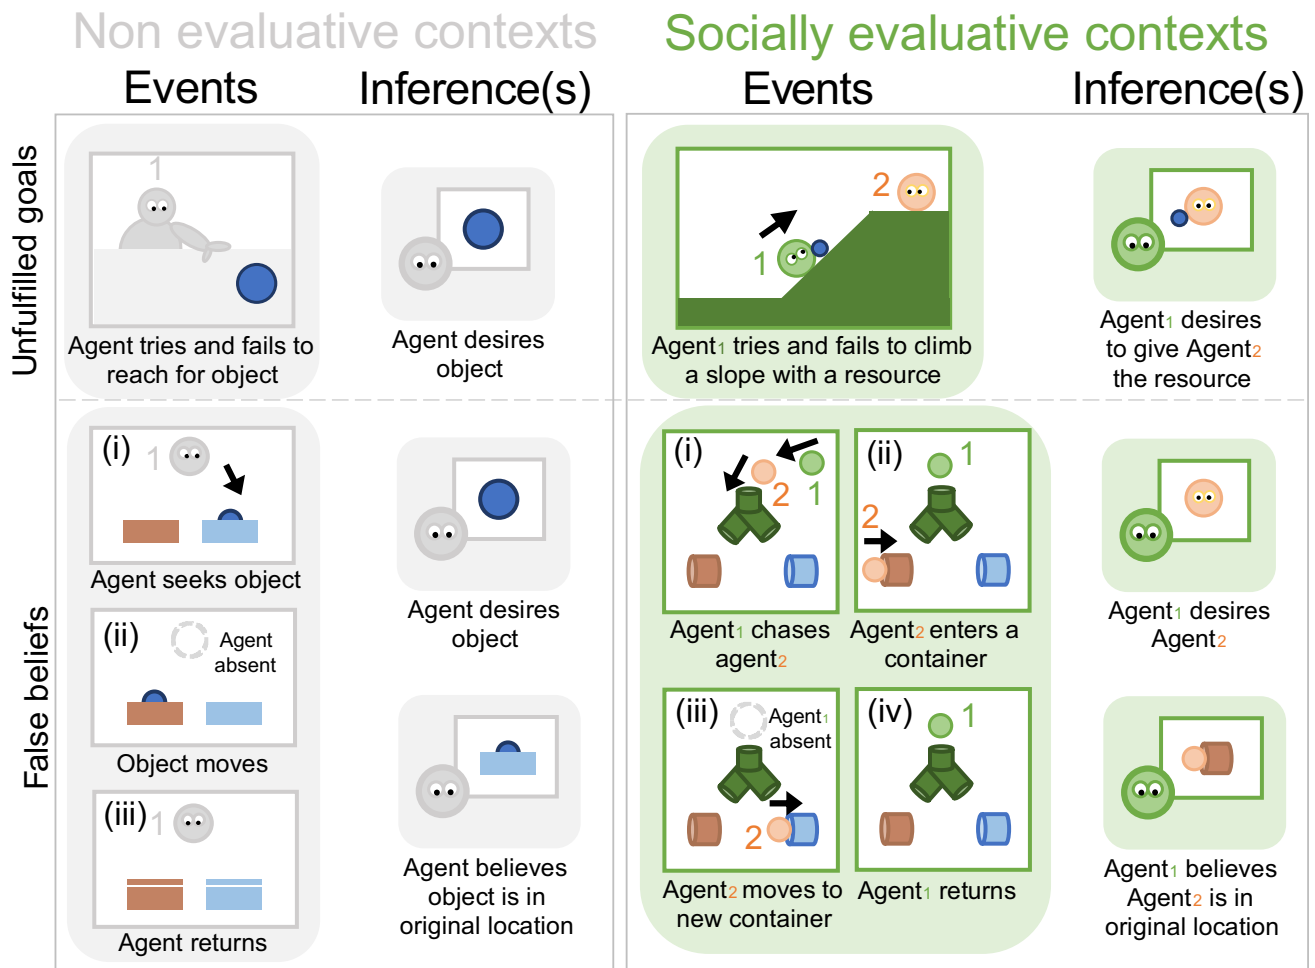 Non evaluative contexts
Socially evaluative contexts
Events
Inference(s)
Events
Inference(s)
Unfulfilled goals
1
Agent tries and fails to
reach for object
Agent desires
object
1
2
Agent1 tries and fails to climb
a slope with a resource
Agent1 desires
to give Agent2
the resource
False beliefs
(i)
1
Agent seeks object
(ii)
Agent
absent
Object moves
(iii)
1
Agent returns
Agent desires
object
Agent believes
object is in
original location
(i)
2
1
Agent1 chases
agent2
(ii)
1
2
Agent2 enters a
container
(iii)
Agent1
absent
2
Agent2 moves to
new container
(iv)
1
Agent1 returns
Agent1 desires
Agent2
Agent1 believes
Agent2 is in
original location